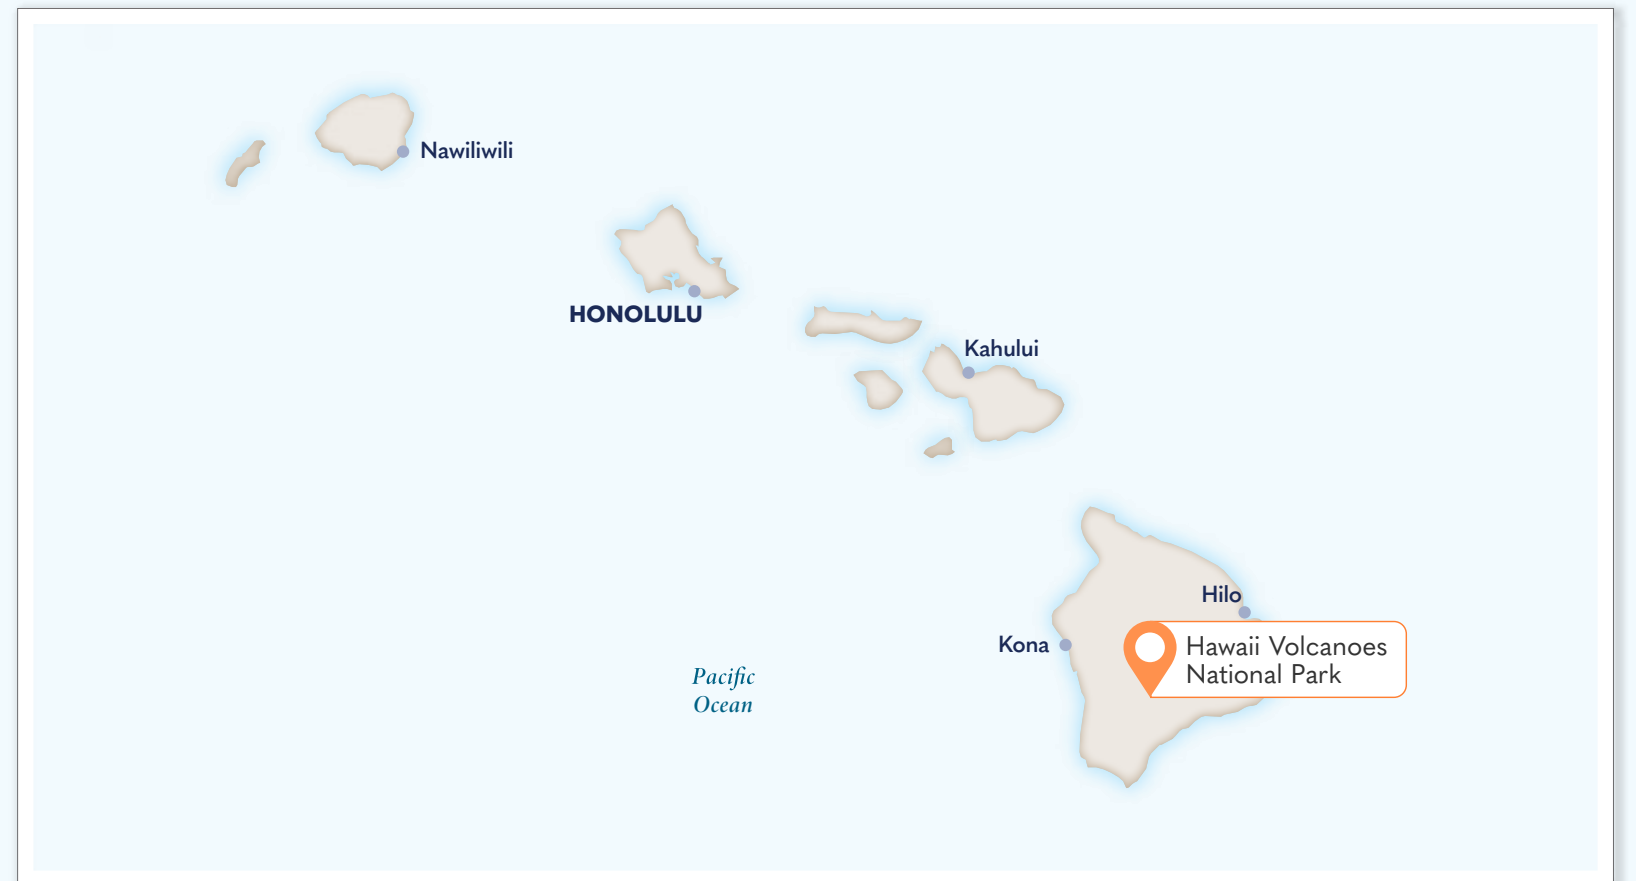 Nawiliwili
HONOLULU
Kahului
Hilo
Kona
Hawaii Volcanoes
National Park
Pacific
Ocean